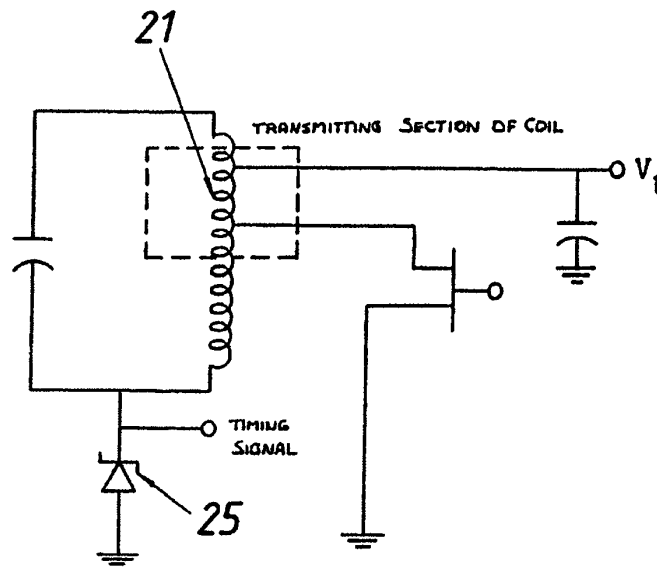 21
TRANSMITTING SECTION OF COIL
V1
TIMING
SIGNAL
25